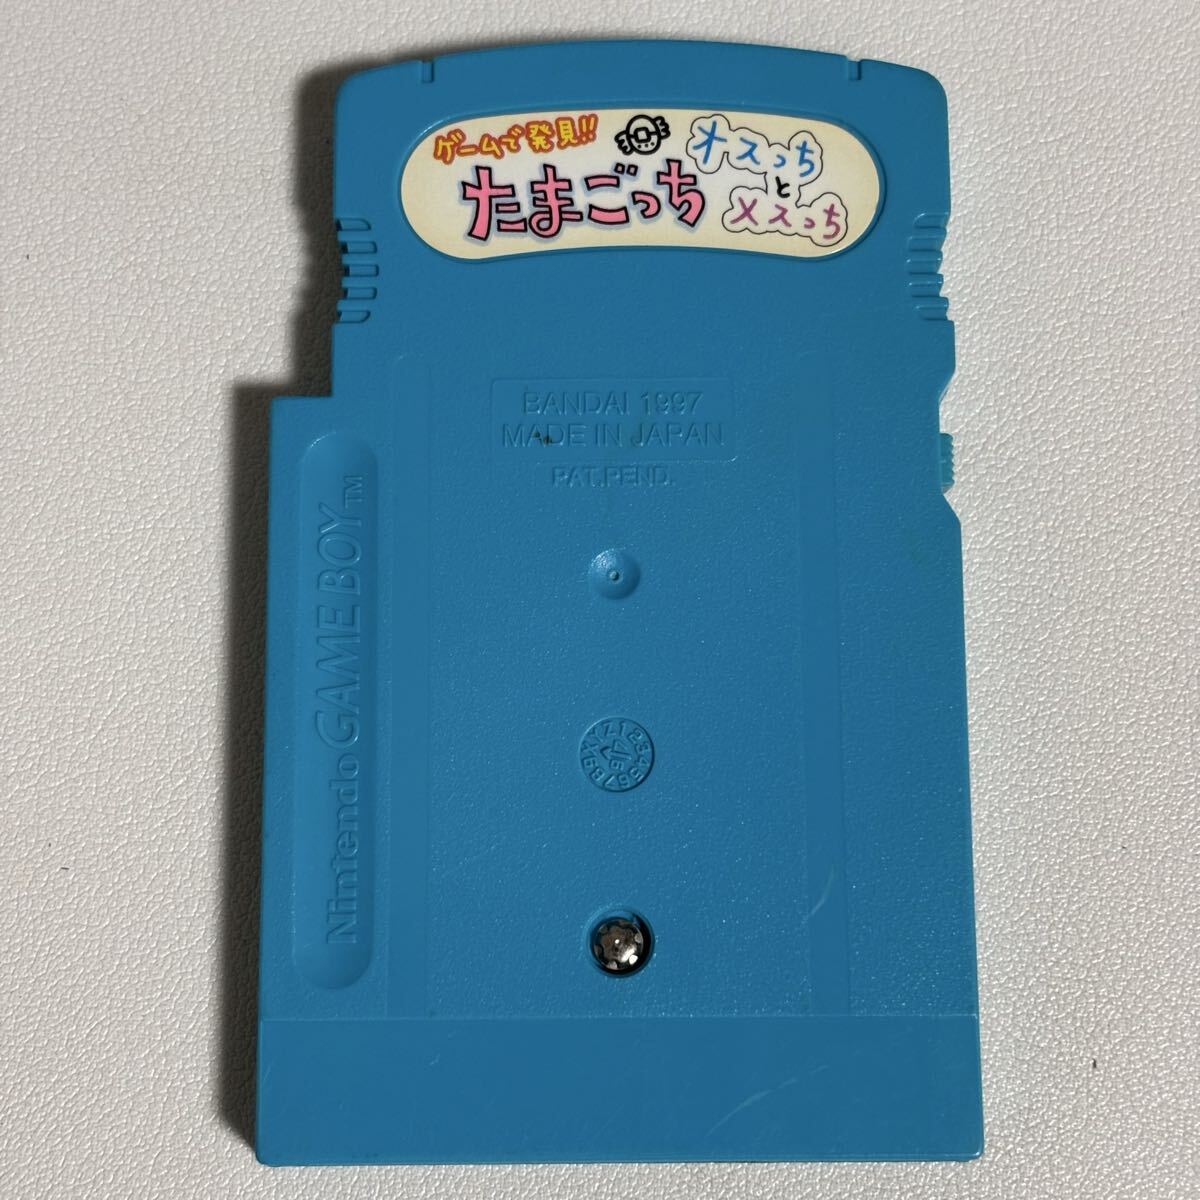 ゲームで発見!!
たまごっち
オスっち
と
メスっち
BANDAI 1997
MADE IN JAPAN
PAT.PEND.
Nintendo GAME BOY™